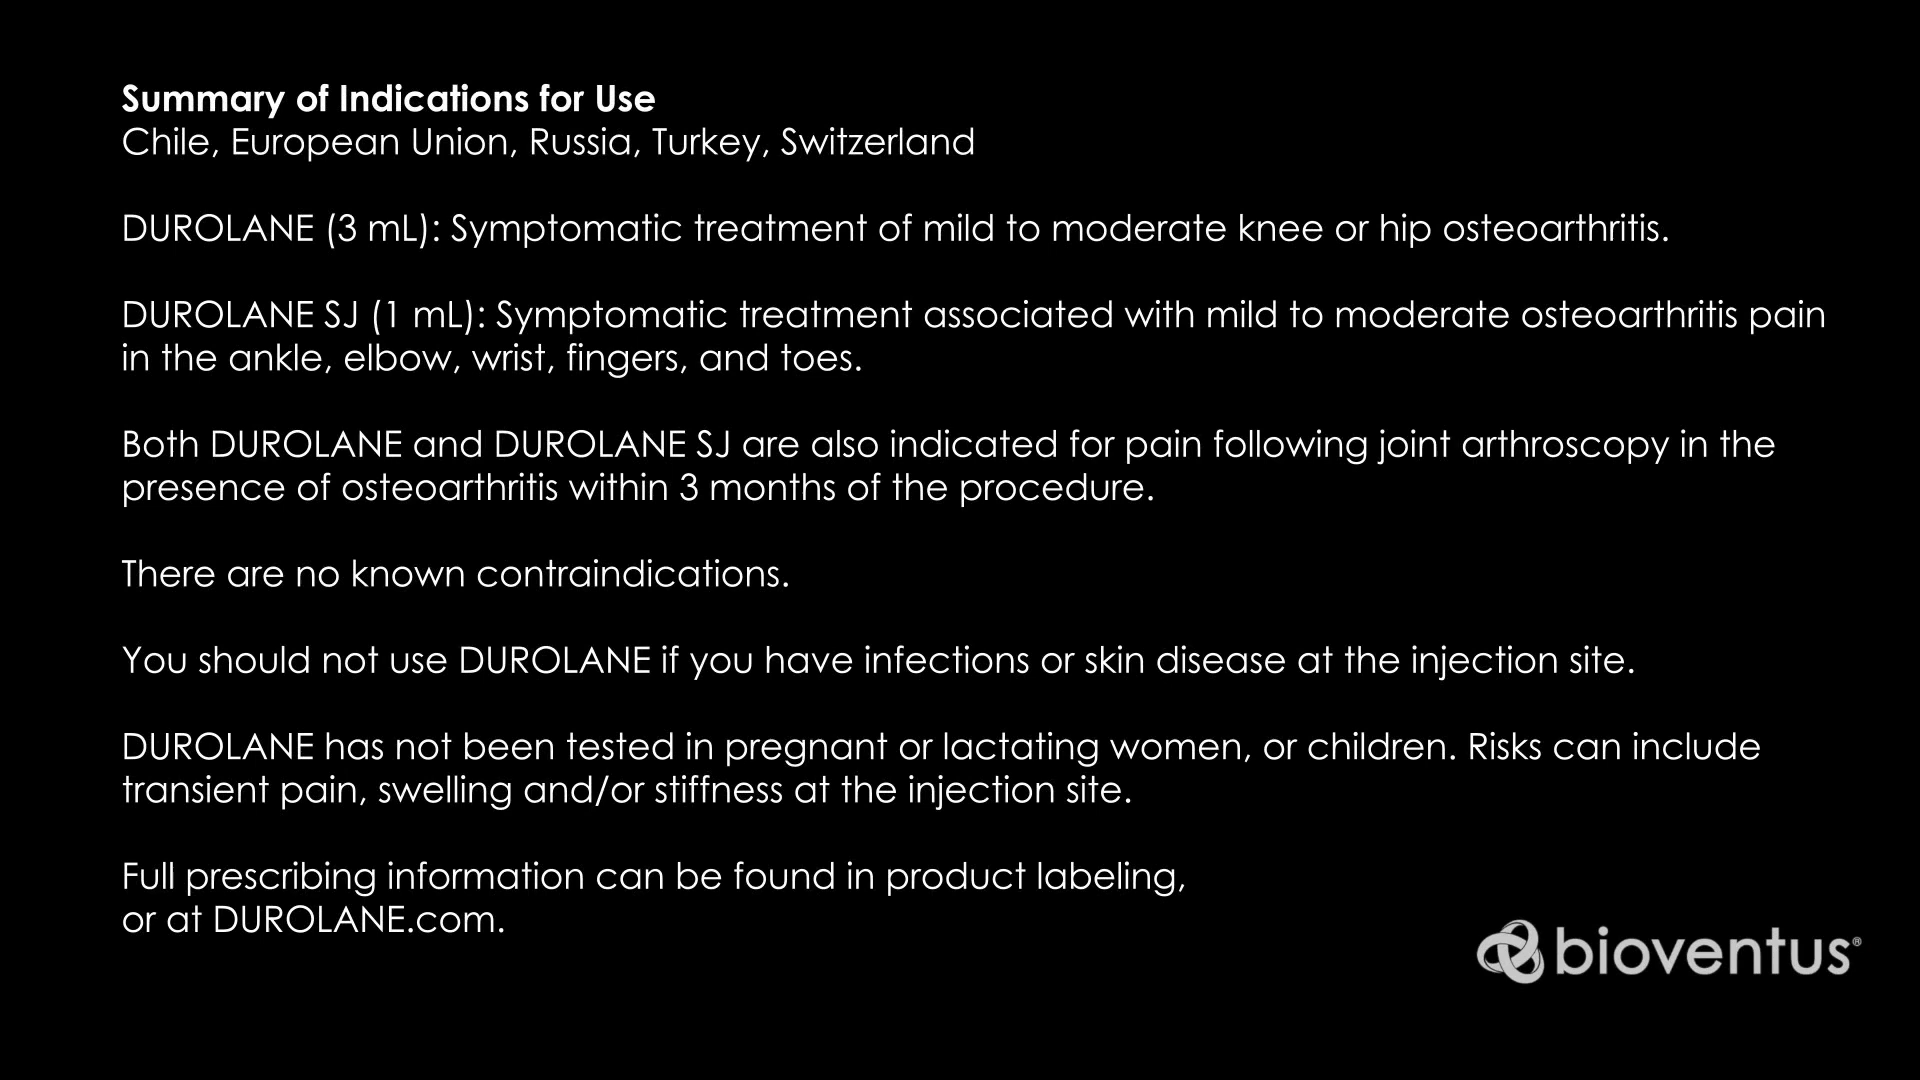 Summary of Indications for Use
Chile, European Union, Russia, Turkey, Switzerland
DUROLANE (3 mL): Symptomatic treatment of mild to moderate knee or hip osteoarthritis.
DUROLANE SJ (1 mL): Symptomatic treatment associated with mild to moderate osteoarthritis pain
in the ankle, elbow, wrist, fingers, and toes.
Both DUROLANE and DUROLANE SJ are also indicated for pain following joint arthroscopy in the
presence of osteoarthritis within 3 months of the procedure.
There are no known contraindications.
You should not use DUROLANE if you have infections or skin disease at the injection site.
DUROLANE has not been tested in pregnant or lactating women, or children. Risks can include
transient pain, swelling and/or stiffness at the injection site.
Full prescribing information can be found in product labeling,
or at DUROLANE.com.
bioventus®